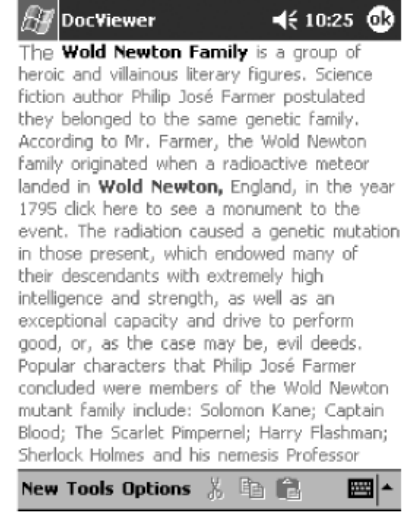 DocViewer 10:25 ok
The Wold Newton Family is a group of
heroic and villainous literary figures. Science
fiction author Philip José Farmer postulated
they belonged to the same genetic family.
According to Mr. Farmer, the Wold Newton
family originated when a radioactive meteor
landed in Wold Newton, England, in the year
1795 click here to see a monument to the
event. The radiation caused a genetic mutation
in those present, which endowed many of
their descendants with extremely high
intelligence and strength, as well as an
exceptional capacity and drive to perform
good, or, as the case may be, evil deeds.
Popular characters that Philip José Farmer
concluded were members of the Wold Newton
mutant family include: Solomon Kane; Captain
Blood; The Scarlet Pimpernel; Harry Flashman;
Sherlock Holmes and his nemesis Professor
New Tools Options